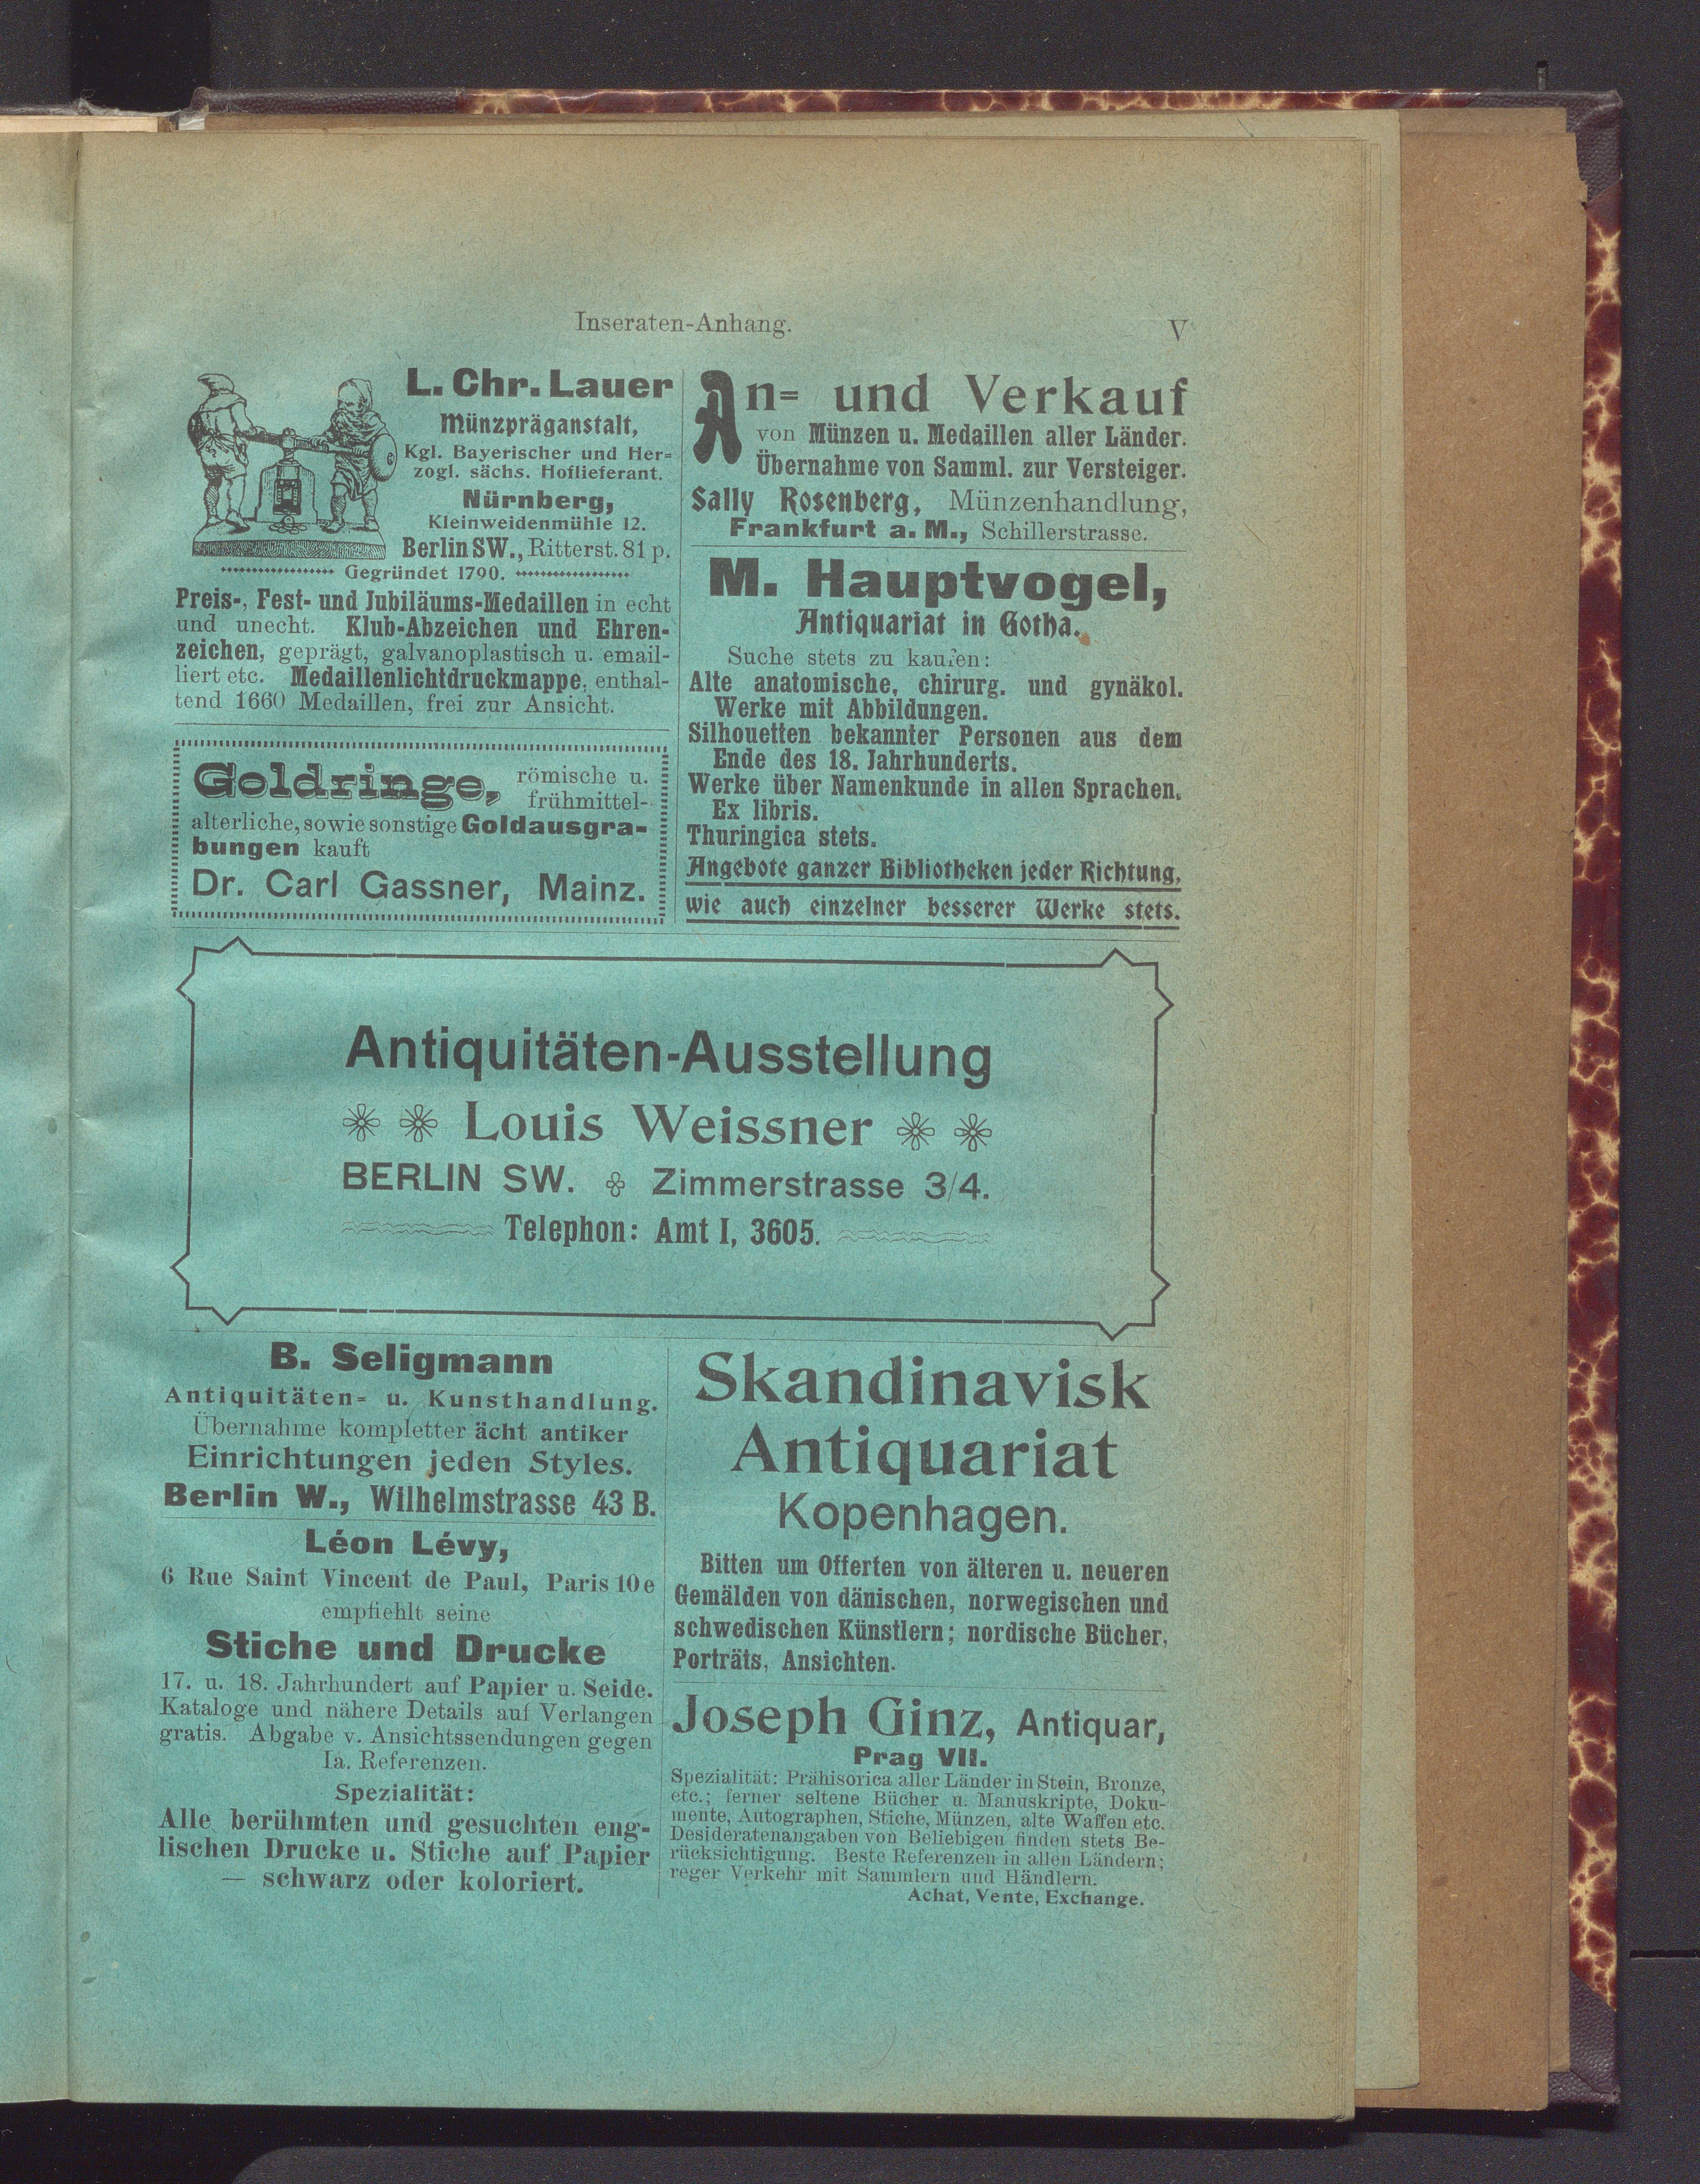 Inseraten-Anhang.
V
L. Chr. Lauer
Münzpräganstalt,
Kgl. Bayerischer und Her-
zogl. sächs. Hoflieferant.
Nürnberg,
Kleinweidenmühle 12.
Berlin SW., Ritterst. 81 p.
Gegründet 1790.
Preis-, Fest- und Jubiläums-Medaillen in echt
und unecht. Klub-Abzeichen und Ehren-
zeichen, geprägt, galvanoplastisch u. email-
liert etc. Medaillenlichtdruckmappe, enthal-
tend 1660 Medaillen, frei zur Ansicht.
Goldringe, römische u.
frühmittel-
alterliche, sowie sonstige Goldausgra-
bungen kauft
Dr. Carl Gassner, Mainz.
An- und Verkauf
von Münzen u. Medaillen aller Länder.
Übernahme von Samml. zur Versteiger.
Sally Rosenberg, Münzenhandlung,
Frankfurt a. M., Schillerstrasse.
M. Hauptvogel,
Antiquariat in Gotha.
Suche stets zu kaufen:
Alte anatomische, chirurg. und gynäkol.
Werke mit Abbildungen.
Silhouetten bekannter Personen aus dem
Ende des 18. Jahrhunderts.
Werke über Namenkunde in allen Sprachen.
Ex libris.
Thuringica stets.
Angebote ganzer Bibliotheken jeder Richtung,
wie auch einzelner besserer Werke stets.
Antiquitäten-Ausstellung
Louis Weissner
BERLIN SW. Zimmerstrasse 3/4.
Telephon: Amt I, 3605.
B. Seligmann
Antiquitäten- u. Kunsthandlung.
Übernahme kompletter ächt antiker
Einrichtungen jeden Styles.
Berlin W., Wilhelmstrasse 43 B.
Léon Lévy,
6 Rue Saint Vincent de Paul, Paris 10e
empfiehlt seine
Stiche und Drucke
17. u. 18. Jahrhundert auf Papier u. Seide.
Kataloge und nähere Details auf Verlangen
gratis. Abgabe v. Ansichtssendungen gegen
Ia. Referenzen.
Spezialität:
Alle berühmten und gesuchten eng-
lischen Drucke u. Stiche auf Papier
— schwarz oder koloriert.
Skandinavisk
Antiquariat
Kopenhagen.
Bitten um Offerten von älteren u. neueren
Gemälden von dänischen, norwegischen und
schwedischen Künstlern; nordische Bücher,
Porträts, Ansichten.
Joseph Ginz, Antiquar,
Prag VII.
Spezialität: Prähisorica aller Länder in Stein, Bronze,
etc.; ferner seltene Bücher u. Manuskripte, Doku-
mente, Autographen, Stiche, Münzen, alte Waffen etc.
Desideratenangaben von Beliebigen finden stets Be-
rücksichtigung. Beste Referenzen in allen Ländern;
reger Verkehr mit Sammlern und Händlern.
Achat, Vente, Exchange.